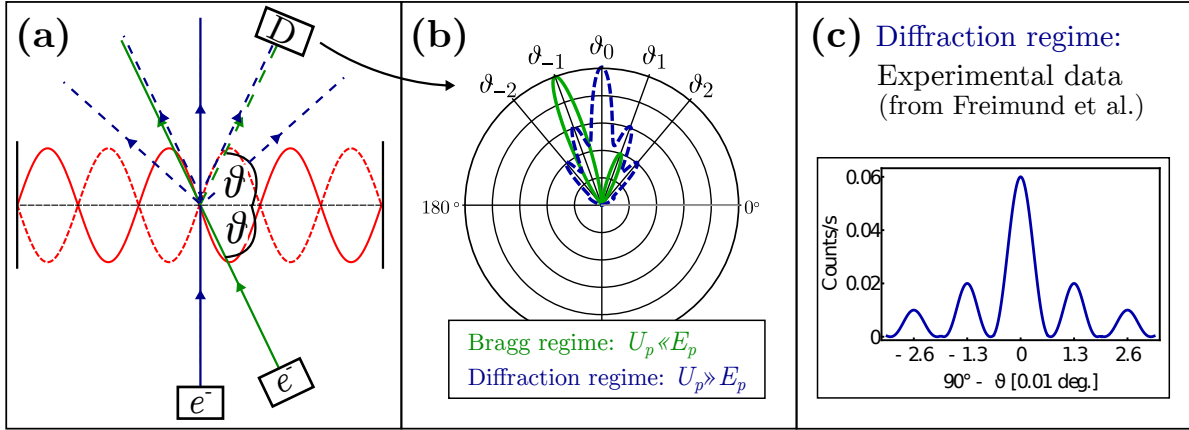 (a)
D
ϑ
ϑ
e⁻
e⁻
(b)
ϑ₋₂
ϑ₋₁
ϑ₀
ϑ₁
ϑ₂
180°
0°
Bragg regime: Uₚ ≪ Eₚ
Diffraction regime: Uₚ ≫ Eₚ
(c) Diffraction regime:
Experimental data
(from Freimund et al.)
Counts/s
0.06
0.04
0.02
0
- 2.6
- 1.3
0
1.3
2.6
90° - ϑ [0.01 deg.]